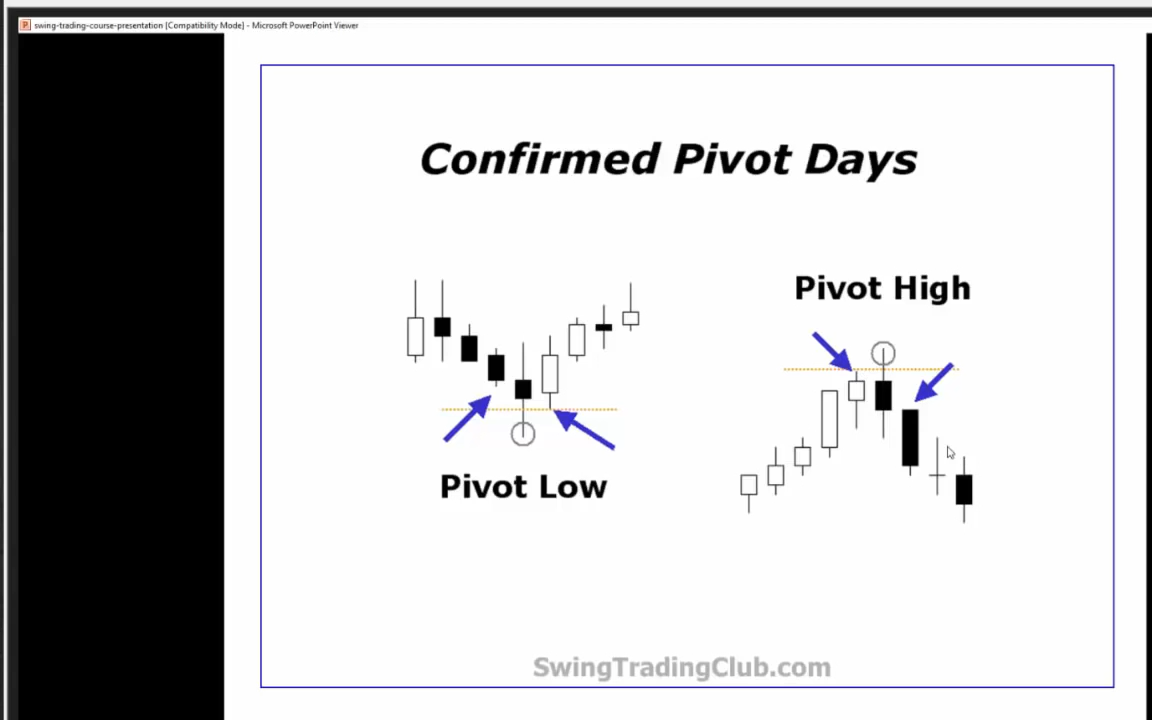 swing-trading-course-presentation [Compatibility Mode] - Microsoft PowerPoint Viewer
Confirmed Pivot Days
Pivot High
Pivot Low
SwingTradingClub.com